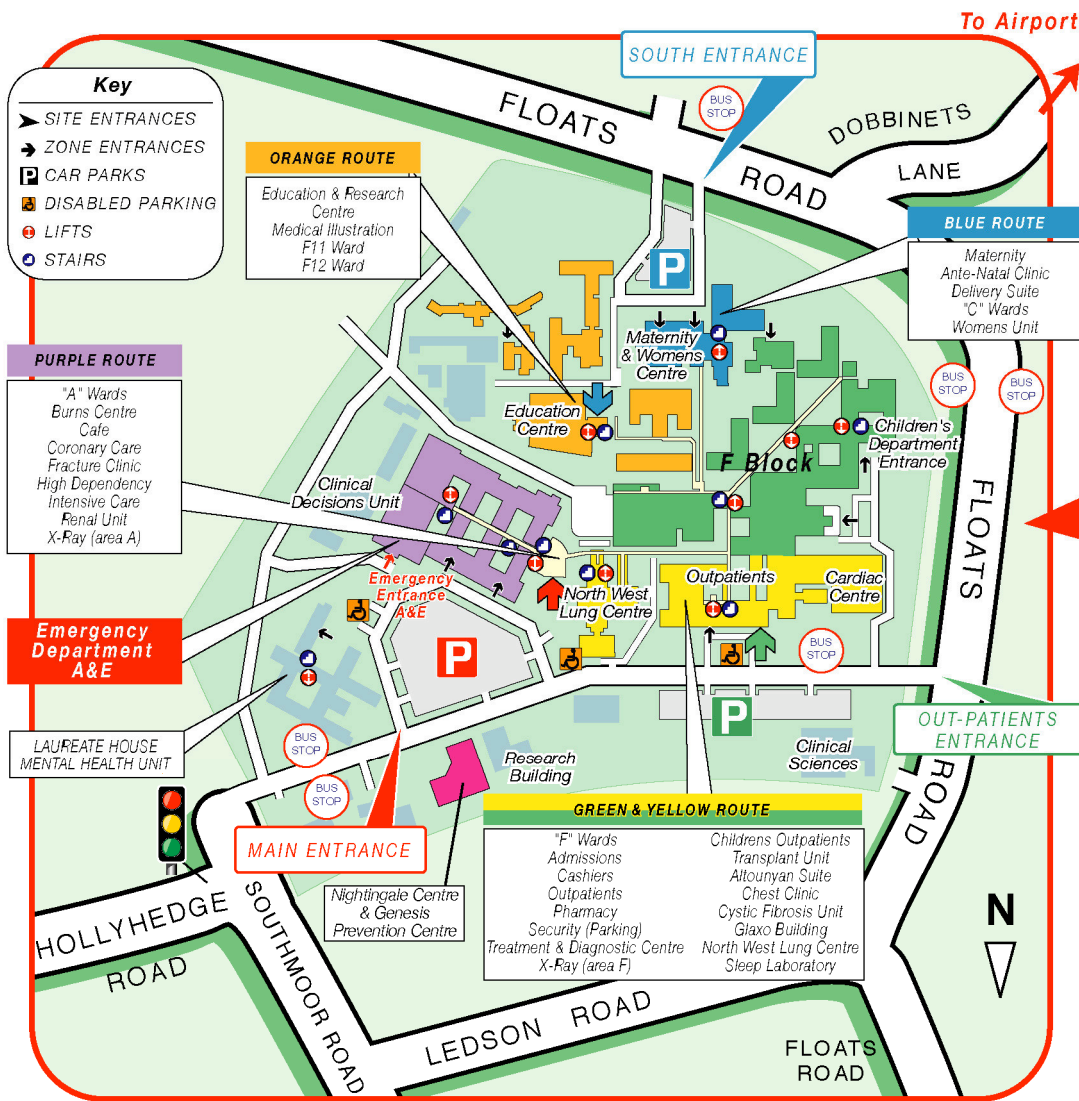 To Airport
SOUTH ENTRANCE
Key
SITE ENTRANCES
ZONE ENTRANCES
P CAR PARKS
DISABLED PARKING
LIFTS
STAIRS
BUS
STOP
FLOATS
ROAD
DOBBINETS
LANE
ORANGE ROUTE
Education & Research
Centre
Medical Illustration
F11 Ward
F12 Ward
BLUE ROUTE
Maternity
Ante-Natal Clinic
Delivery Suite
"C" Wards
Womens Unit
P
Maternity
& Womens
Centre
PURPLE ROUTE
"A" Wards
Burns Centre
Cafe
Coronary Care
Fracture Clinic
High Dependency
Intensive Care
Renal Unit
X-Ray (area A)
BUS
STOP
BUS
STOP
Education
Centre
Children's
Department
Entrance
F Block
Clinical
Decisions Unit
FLOATS
ROAD
Emergency
Entrance
A&E
North West
Lung Centre
Outpatients
Cardiac
Centre
Emergency
Department
A&E
P
BUS
STOP
P
OUT-PATIENTS
ENTRANCE
LAUREATE HOUSE
MENTAL HEALTH UNIT
BUS
STOP
BUS
STOP
Research
Building
Clinical
Sciences
MAIN ENTRANCE
GREEN & YELLOW ROUTE
"F" Wards
Admissions
Cashiers
Outpatients
Pharmacy
Security (Parking)
Treatment & Diagnostic Centre
X-Ray (area F)
Childrens Outpatients
Transplant Unit
Altounyan Suite
Chest Clinic
Cystic Fibrosis Unit
Glaxo Building
North West Lung Centre
Sleep Laboratory
Nightingale Centre
& Genesis
Prevention Centre
N
HOLLYHEDGE
ROAD
SOUTHMOOR ROAD
LEDSON ROAD
FLOATS
ROAD